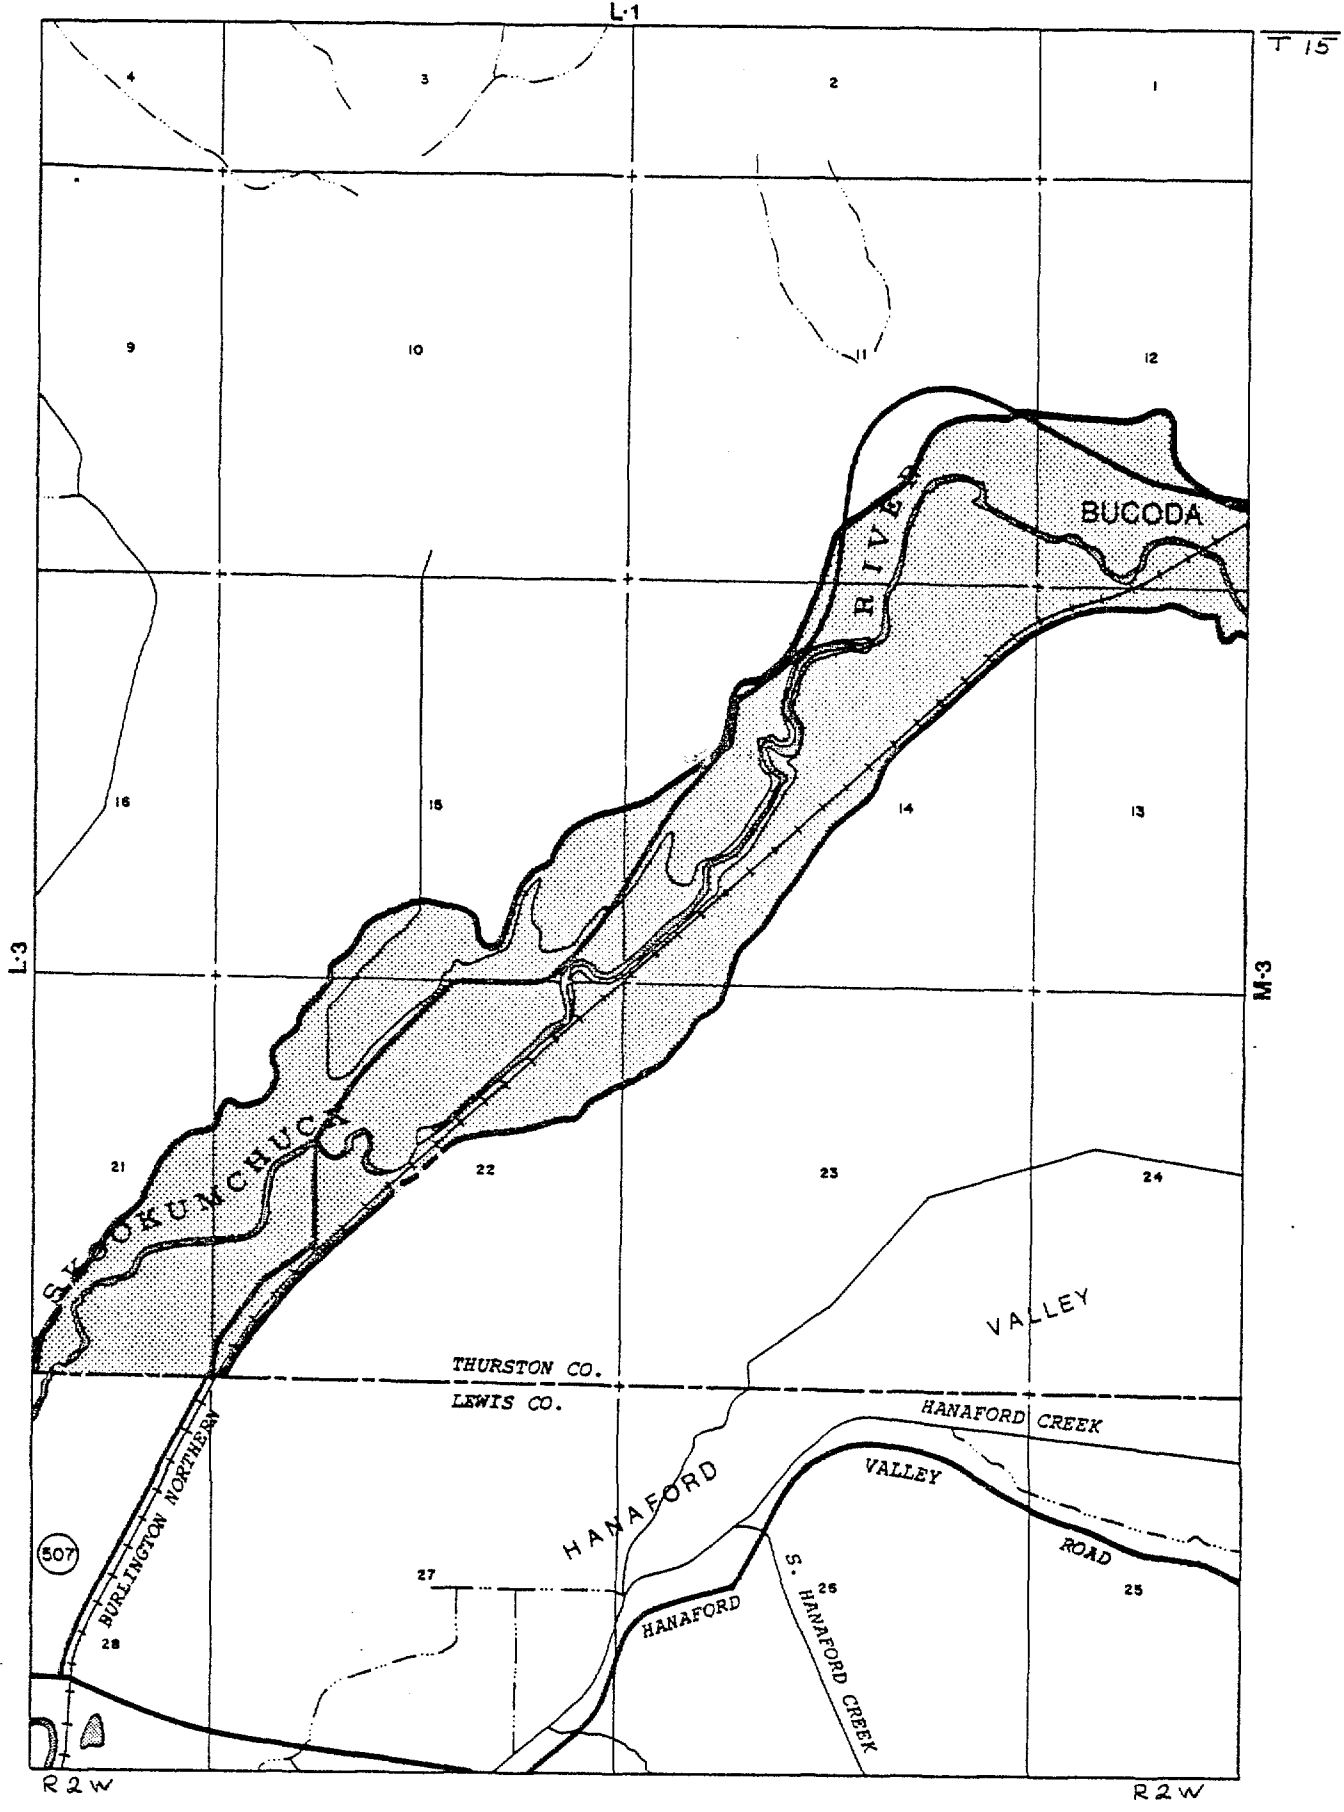 L·1
T 15
4
3
2
1
9
10
11
12
BUCODA
RIVER
16
15
14
13
L·3
M·3
SKOOKUMCHUCK
21
22
23
24
VALLEY
THURSTON CO.
LEWIS CO.
HANAFORD CREEK
HANAFORD
VALLEY
ROAD
BURLINGTON NORTHERN
507
27
26
25
S. HANAFORD CREEK
HANAFORD
28
R 2 W
R 2 W